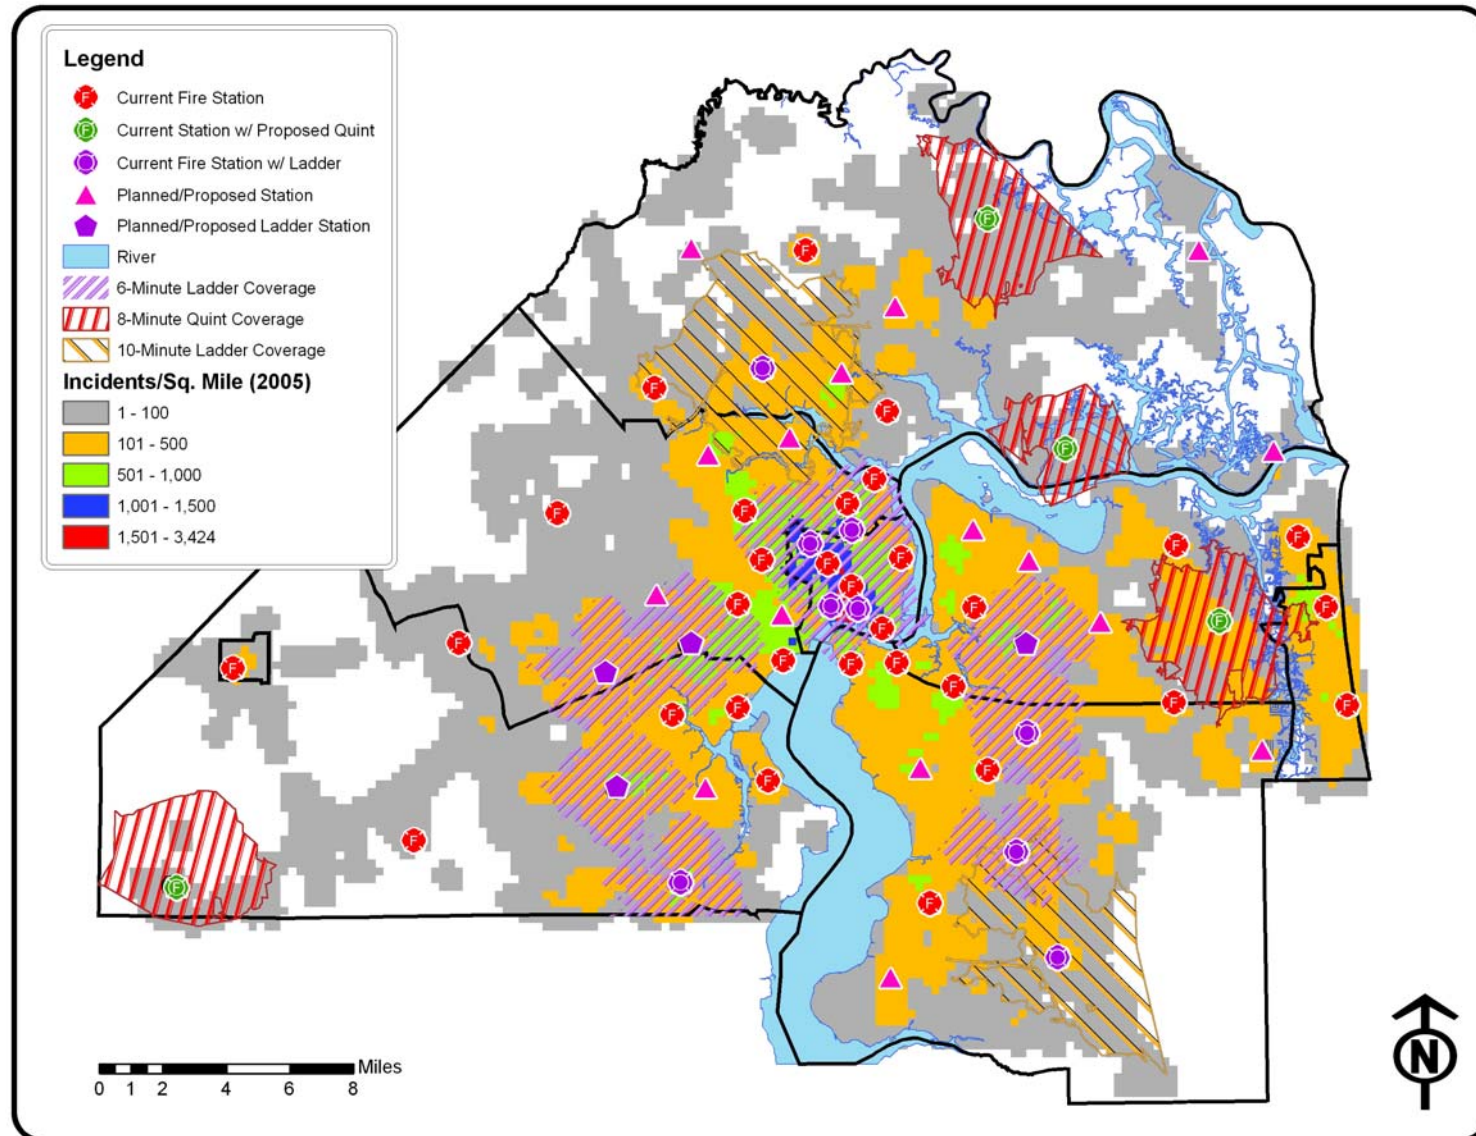 Legend
Current Fire Station
Current Station w/ Proposed Quint
Current Fire Station w/ Ladder
Planned/Proposed Station
Planned/Proposed Ladder Station
River
6-Minute Ladder Coverage
8-Minute Quint Coverage
10-Minute Ladder Coverage
Incidents/Sq. Mile (2005)
1 - 100
101 - 500
501 - 1,000
1,001 - 1,500
1,501 - 3,424
Miles
0 1 2 4 6 8
N